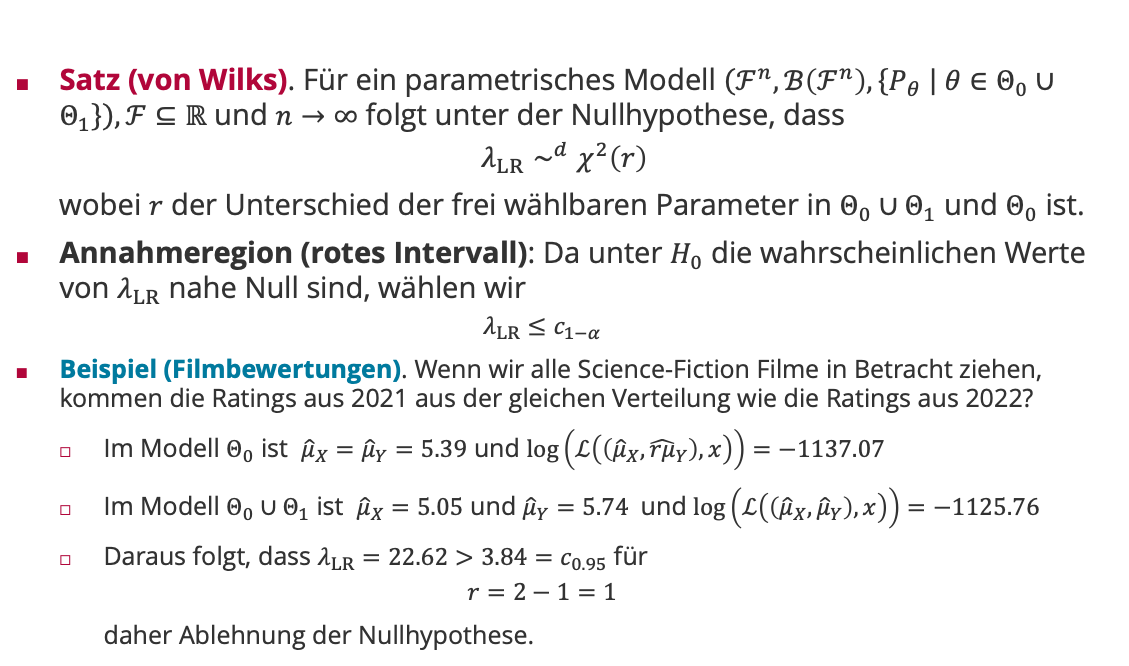 ▪ Satz (von Wilks). Für ein parametrisches Modell (ℱⁿ, ℬ(ℱⁿ), {P_θ | θ ∈ Θ₀ ∪
Θ₁}), ℱ ⊆ ℝ und n → ∞ folgt unter der Nullhypothese, dass
λ_LR ~ᵈ χ²(r)
wobei r der Unterschied der frei wählbaren Parameter in Θ₀ ∪ Θ₁ und Θ₀ ist.
▪ Annahmeregion (rotes Intervall): Da unter H₀ die wahrscheinlichen Werte
von λ_LR nahe Null sind, wählen wir
λ_LR ≤ c_{1−α}
▪ Beispiel (Filmbewertungen). Wenn wir alle Science-Fiction Filme in Betracht ziehen,
kommen die Ratings aus 2021 aus der gleichen Verteilung wie die Ratings aus 2022?
▫ Im Modell Θ₀ ist μ̂_X = μ̂_Y = 5.39 und log(ℒ((μ̂_X, \widehat{rμ}_Y), x)) = −1137.07
▫ Im Modell Θ₀ ∪ Θ₁ ist μ̂_X = 5.05 und μ̂_Y = 5.74 und log(ℒ((μ̂_X, μ̂_Y), x)) = −1125.76
▫ Daraus folgt, dass λ_LR = 22.62 > 3.84 = c_{0.95} für
r = 2 − 1 = 1
daher Ablehnung der Nullhypothese.